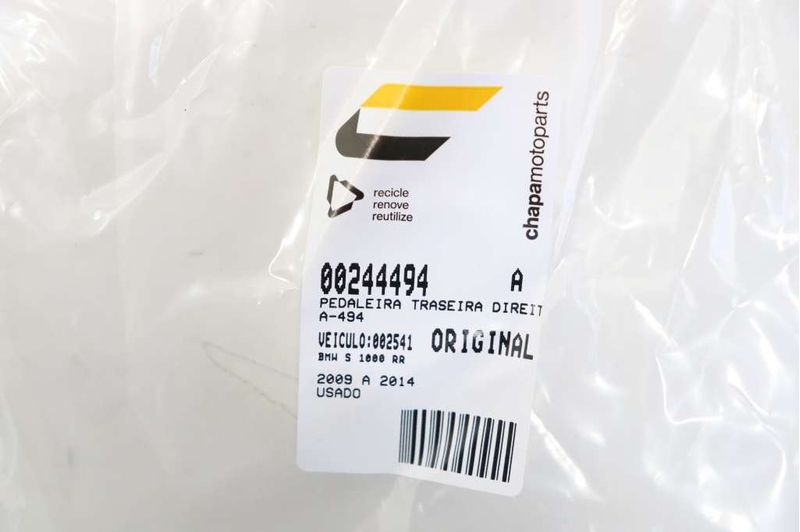 chapamotoparts
recicle
renove
reutilize
00244494 A
PEDALEIRA TRASEIRA DIREIT
A-494
VEICULO:002541 ORIGINAL
BMW S 1000 RR
2009 A 2014
USADO